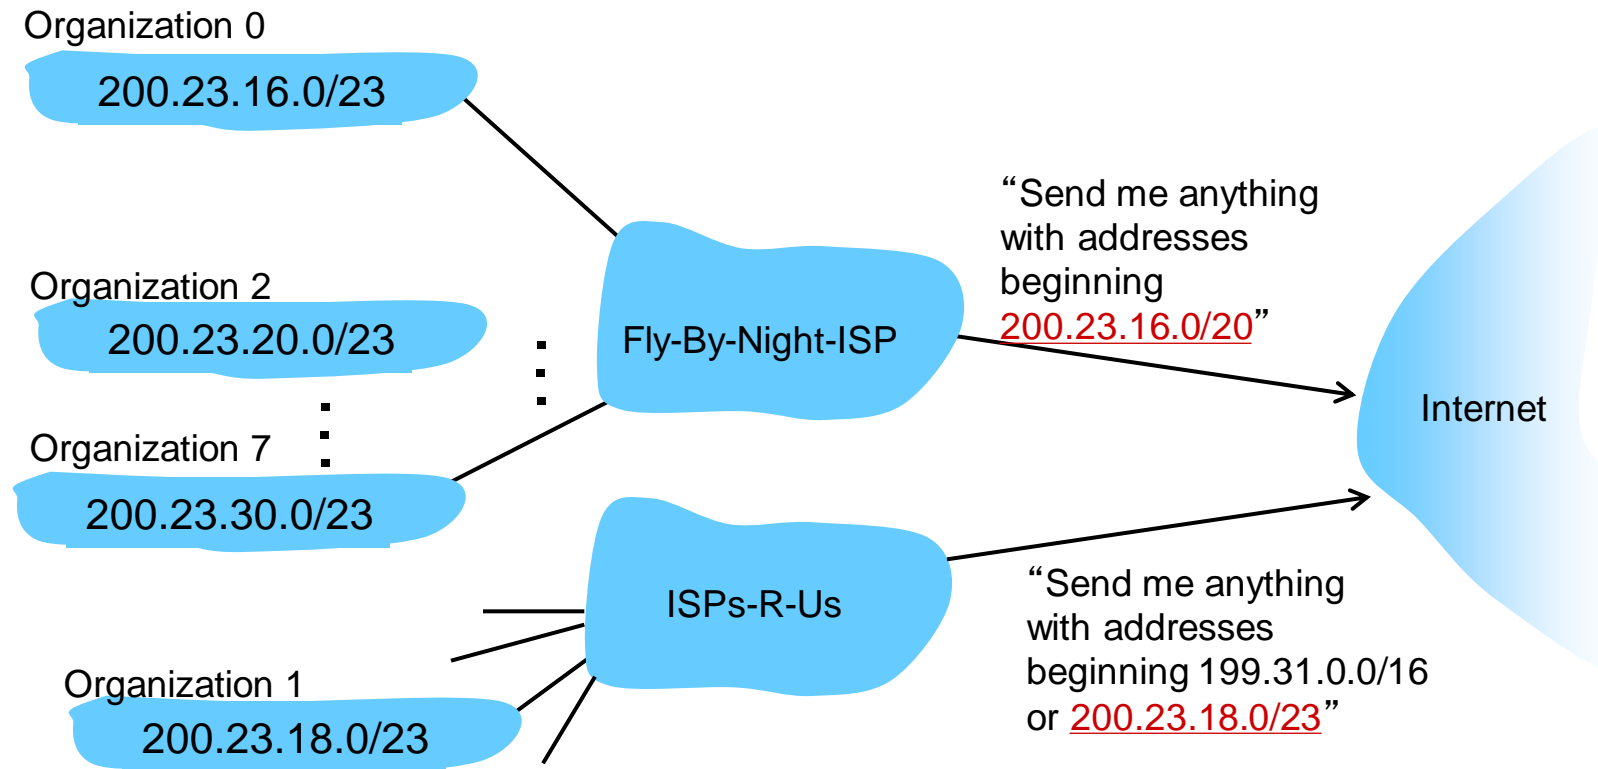 Organization 0
200.23.16.0/23
Organization 2
200.23.20.0/23
Organization 7
200.23.30.0/23
Fly-By-Night-ISP
“Send me anything
with addresses
beginning
200.23.16.0/20”
Internet
ISPs-R-Us
“Send me anything
with addresses
beginning 199.31.0.0/16
or 200.23.18.0/23”
Organization 1
200.23.18.0/23